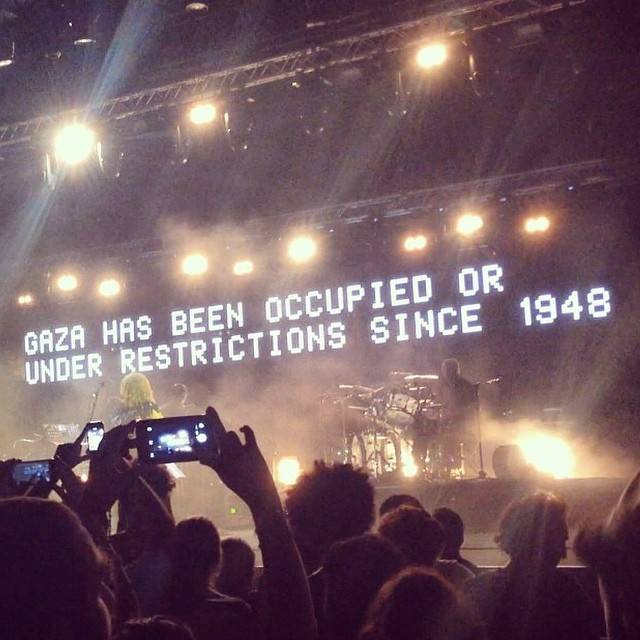 GAZA HAS BEEN OCCUPIED OR
UNDER RESTRICTIONS SINCE 1948